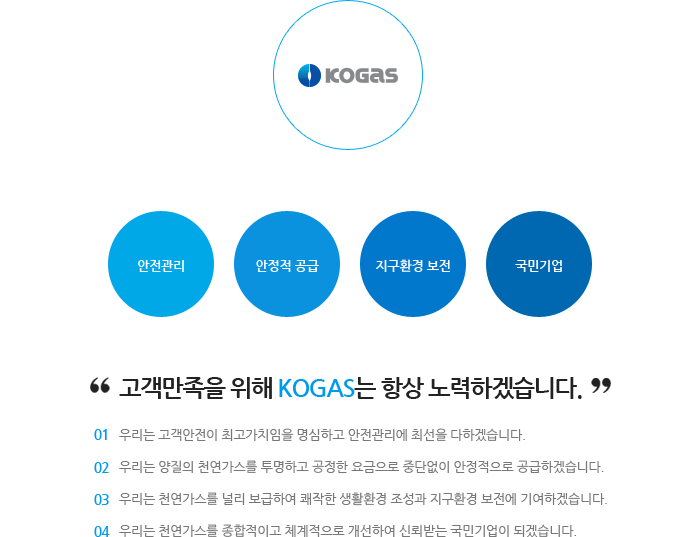 KOGAS
안전관리
안정적 공급
지구환경 보전
국민기업
“ 고객만족을 위해 KOGAS는 항상 노력하겠습니다. ”
01 우리는 고객안전이 최고가치임을 명심하고 안전관리에 최선을 다하겠습니다.
02 우리는 양질의 천연가스를 투명하고 공정한 요금으로 중단없이 안정적으로 공급하겠습니다.
03 우리는 천연가스를 널리 보급하여 쾌작한 생활환경 조성과 지구환경 보전에 기여하겠습니다.
04 우리는 천연가스를 종합적이고 체계적으로 개선하여 신뢰받는 국민기업이 되겠습니다.